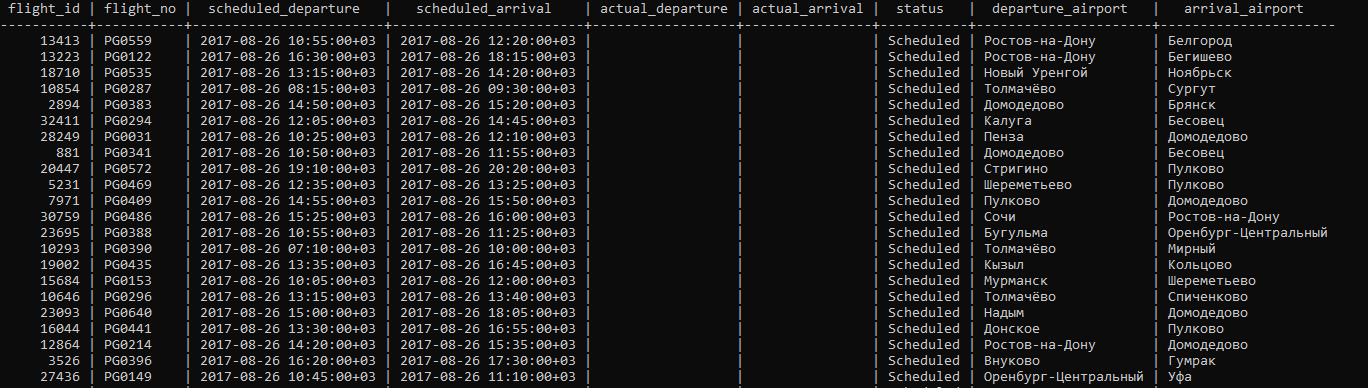 flight_id | flight_no | scheduled_departure | scheduled_arrival | actual_departure | actual_arrival | status | departure_airport | arrival_airport
13413 | PG0559 | 2017-08-26 10:55:00+03 | 2017-08-26 12:20:00+03 | | | Scheduled | Ростов-на-Дону | Белгород
13223 | PG0122 | 2017-08-26 16:30:00+03 | 2017-08-26 18:15:00+03 | | | Scheduled | Ростов-на-Дону | Бегишево
18710 | PG0535 | 2017-08-26 13:15:00+03 | 2017-08-26 14:20:00+03 | | | Scheduled | Новый Уренгой | Ноябрьск
10854 | PG0287 | 2017-08-26 08:15:00+03 | 2017-08-26 09:30:00+03 | | | Scheduled | Толмачёво | Сургут
2894 | PG0383 | 2017-08-26 14:50:00+03 | 2017-08-26 15:20:00+03 | | | Scheduled | Домодедово | Брянск
32411 | PG0294 | 2017-08-26 12:05:00+03 | 2017-08-26 14:45:00+03 | | | Scheduled | Калуга | Бесовец
28249 | PG0031 | 2017-08-26 10:25:00+03 | 2017-08-26 12:10:00+03 | | | Scheduled | Пенза | Домодедово
881 | PG0341 | 2017-08-26 10:50:00+03 | 2017-08-26 11:55:00+03 | | | Scheduled | Домодедово | Бесовец
20447 | PG0572 | 2017-08-26 19:10:00+03 | 2017-08-26 20:20:00+03 | | | Scheduled | Стригино | Пулково
5231 | PG0469 | 2017-08-26 12:35:00+03 | 2017-08-26 13:25:00+03 | | | Scheduled | Шереметьево | Пулково
7971 | PG0409 | 2017-08-26 14:55:00+03 | 2017-08-26 15:50:00+03 | | | Scheduled | Пулково | Домодедово
30759 | PG0486 | 2017-08-26 15:25:00+03 | 2017-08-26 16:00:00+03 | | | Scheduled | Сочи | Ростов-на-Дону
23695 | PG0388 | 2017-08-26 10:55:00+03 | 2017-08-26 11:25:00+03 | | | Scheduled | Бугульма | Оренбург-Центральный
10293 | PG0390 | 2017-08-26 07:10:00+03 | 2017-08-26 10:00:00+03 | | | Scheduled | Толмачёво | Мирный
19002 | PG0435 | 2017-08-26 13:35:00+03 | 2017-08-26 16:45:00+03 | | | Scheduled | Кызыл | Кольцово
15684 | PG0153 | 2017-08-26 10:05:00+03 | 2017-08-26 12:00:00+03 | | | Scheduled | Мурманск | Шереметьево
10646 | PG0296 | 2017-08-26 13:15:00+03 | 2017-08-26 13:40:00+03 | | | Scheduled | Толмачёво | Спиченково
23093 | PG0640 | 2017-08-26 15:00:00+03 | 2017-08-26 18:05:00+03 | | | Scheduled | Надым | Домодедово
16044 | PG0441 | 2017-08-26 13:30:00+03 | 2017-08-26 16:55:00+03 | | | Scheduled | Донское | Пулково
12864 | PG0214 | 2017-08-26 14:20:00+03 | 2017-08-26 15:35:00+03 | | | Scheduled | Ростов-на-Дону | Домодедово
3526 | PG0396 | 2017-08-26 16:20:00+03 | 2017-08-26 17:30:00+03 | | | Scheduled | Внуково | Гумрак
27436 | PG0149 | 2017-08-26 10:45:00+03 | 2017-08-26 11:10:00+03 | | | Scheduled | Оренбург-Центральный | Уфа